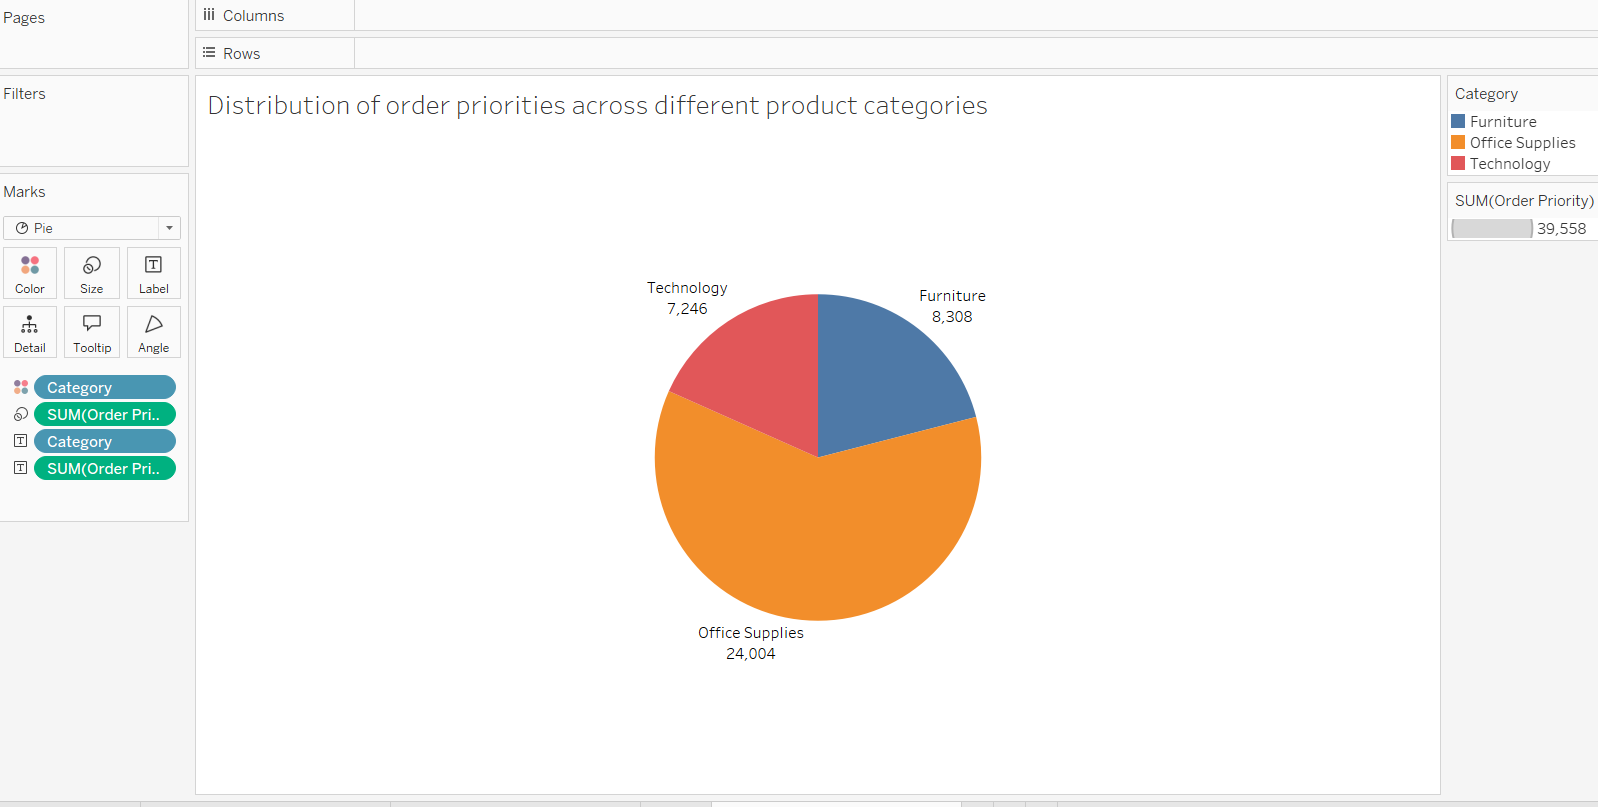 Pages
Columns
Rows
Filters
Marks
Pie
Color
Size
Label
Detail
Tooltip
Angle
Category
SUM(Order Pri..
Category
SUM(Order Pri..
Distribution of order priorities across different product categories
Technology
7,246
Furniture
8,308
Office Supplies
24,004
Category
Furniture
Office Supplies
Technology
SUM(Order Priority)
39,558